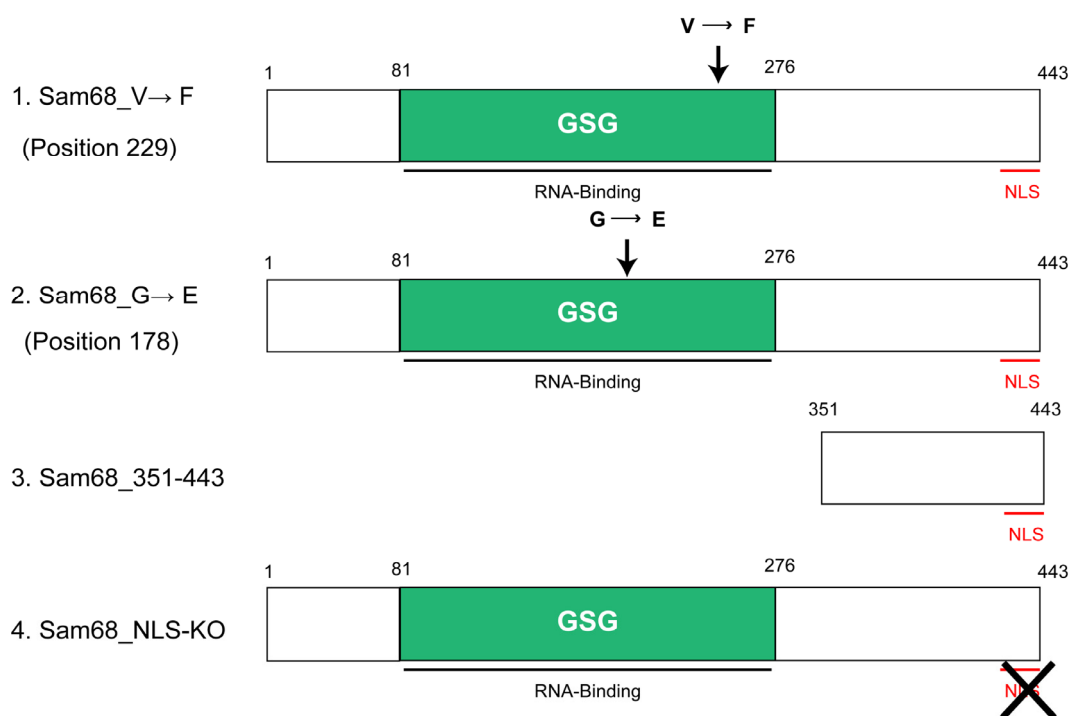 V → F
1 81 276 443
1. Sam68_V→ F
GSG
(Position 229)
RNA-Binding NLS
G → E
1 81 276 443
2. Sam68_G→ E
GSG
(Position 178)
RNA-Binding NLS
351 443
3. Sam68_351-443
NLS
1 81 276 443
4. Sam68_NLS-KO
GSG
RNA-Binding NLS